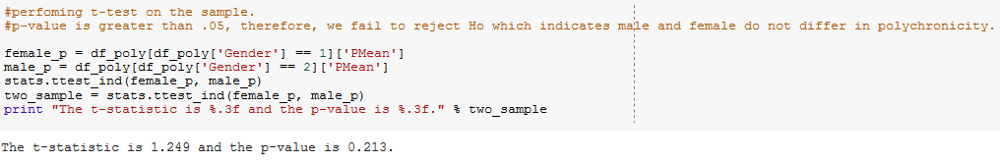 #perfoming t-test on the sample.
#p-value is greater than .05, therefore, we fail to reject Ho which indicates male and female do not differ in polychronicity.
female_p = df_poly[df_poly['Gender'] == 1]['PMean']
male_p = df_poly[df_poly['Gender'] == 2]['PMean']
stats.ttest_ind(female_p, male_p)
two_sample = stats.ttest_ind(female_p, male_p)
print "The t-statistic is %.3f and the p-value is %.3f." % two_sample
The t-statistic is 1.249 and the p-value is 0.213.